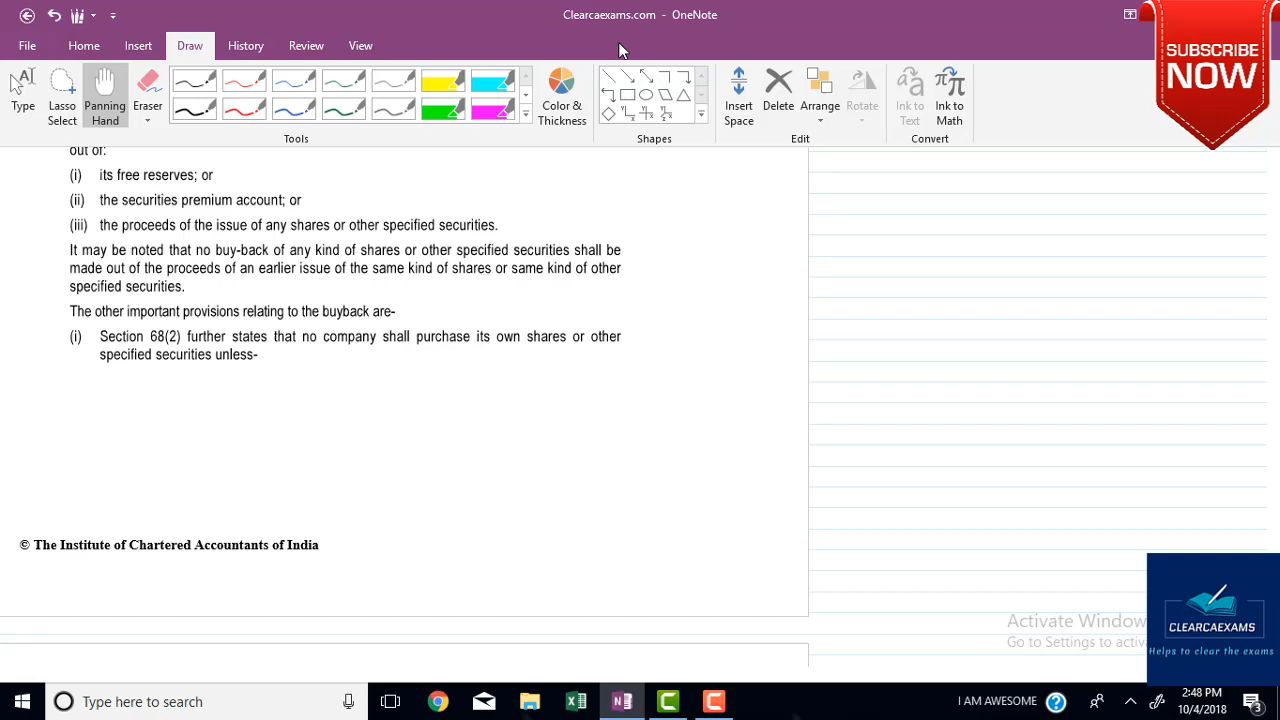 Clearcaexams.com - OneNote
File Home Insert Draw History Review View
Type Lasso Select Panning Hand Eraser Color & Thickness Insert Space Delete Arrange Rotate Ink to Text Ink to Math
Tools Shapes Edit Convert
SUBSCRIBE
NOW
out of:
(i) its free reserves; or
(ii) the securities premium account; or
(iii) the proceeds of the issue of any shares or other specified securities.
It may be noted that no buy-back of any kind of shares or other specified securities shall be
made out of the proceeds of an earlier issue of the same kind of shares or same kind of other
specified securities.
The other important provisions relating to the buyback are-
(i) Section 68(2) further states that no company shall purchase its own shares or other
specified securities unless-
© The Institute of Chartered Accountants of India
Activate Window
Go to Settings to activ
CLEARCAEXAMS
Helps to clear the exams
Type here to search
I AM AWESOME
2:48 PM
10/4/2018
3